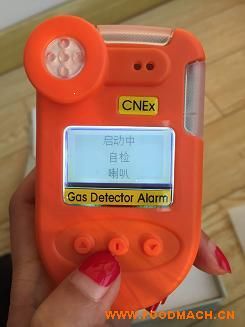 CNEx
启动中
自检
喇叭
Gas Detector Alarm
WWW.FOODMACH.CN